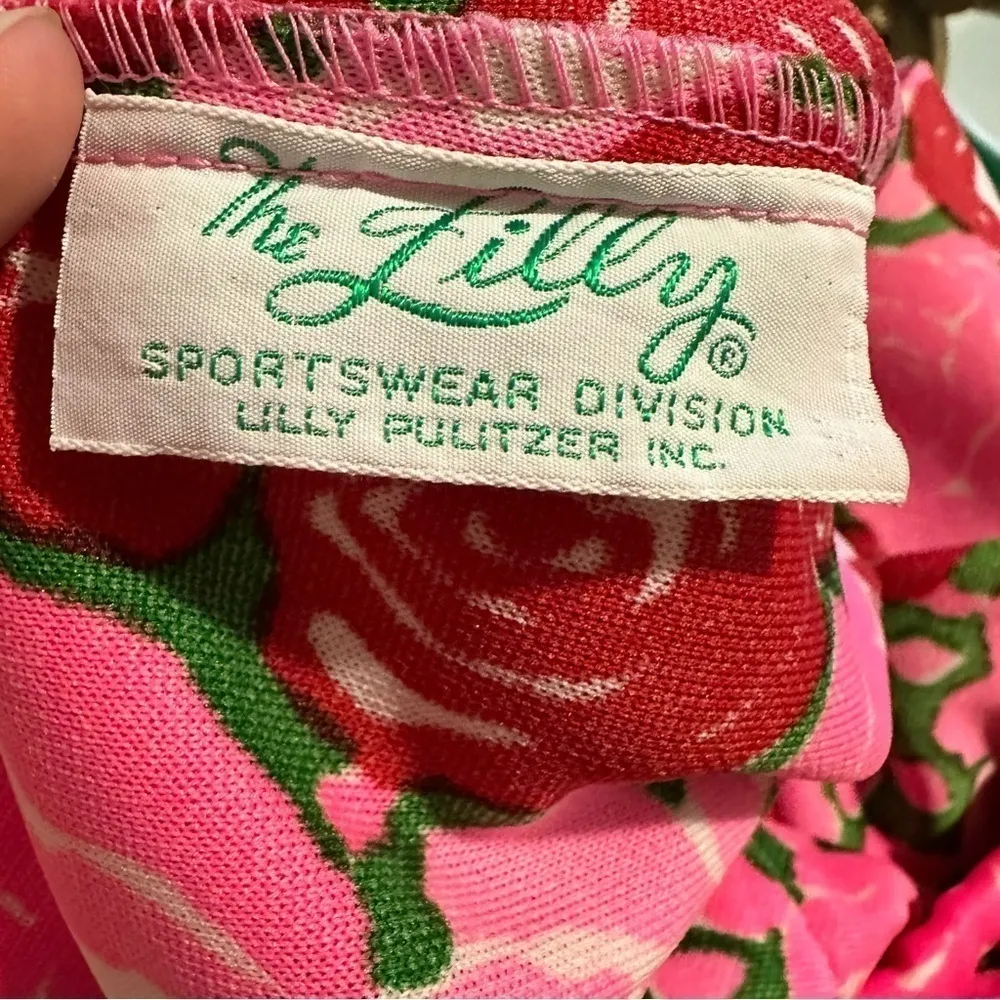 The Lilly®
SPORTSWEAR DIVISION
LILLY PULITZER INC.